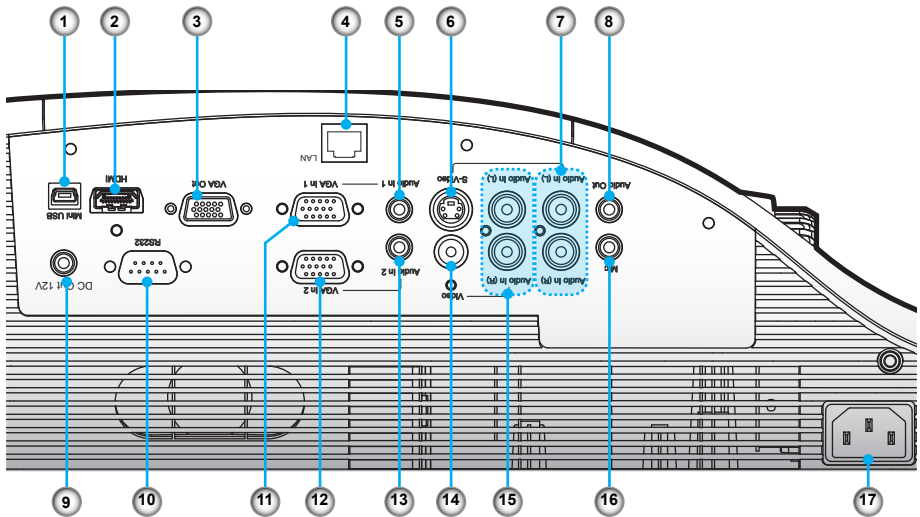 1 2 3 4 5 6 7 8
LAN
Mini USB
HDMI
VGA Out
VGA In 1
Audio In 1
S-Video
Audio In (L)
Audio In (L)
Audio Out
DC Out 12V
RS232
VGA In 2
Audio In 2
Video
Audio In (R)
Audio In (R)
Mic
9 10 11 12 13 14 15 16 17